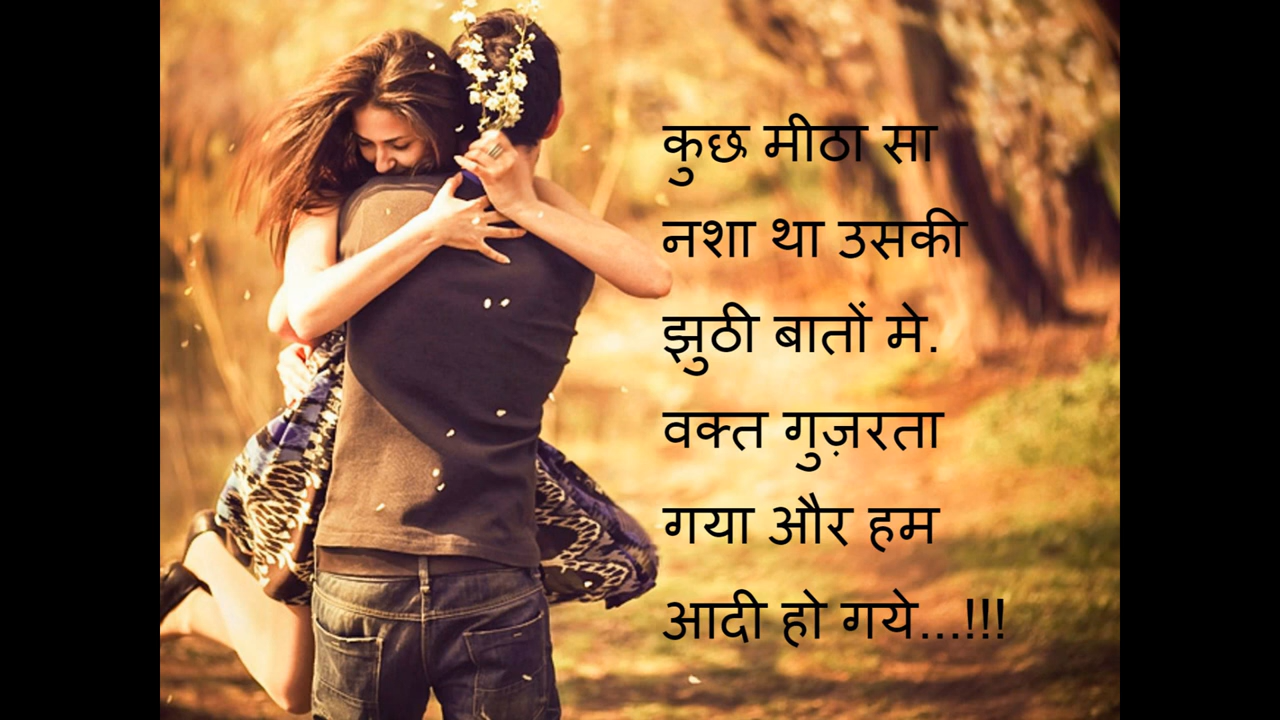 कुछ मीठा सा
नशा था उसकी
झुठी बातों मे.
वक्त गुज़रता
गया और हम
आदी हो गये...!!!